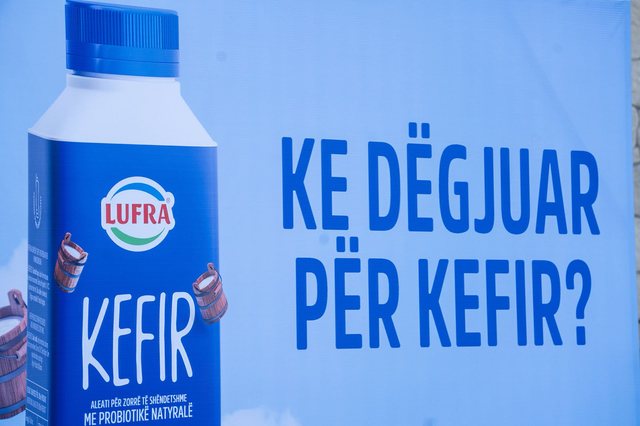 LUFRA
KEFIR
ALEATI PËR ZORRË TË SHËNDETSHME
ME PROBIOTIKË NATYRALË
KE DËGJUAR
PËR KEFIR?